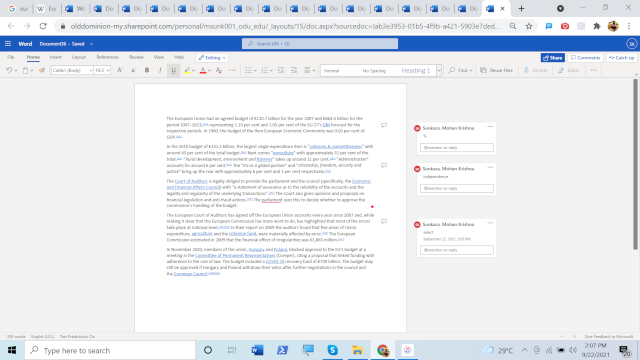 olddominion-my.sharepoint.com/personal/msunk001_odu_edu/_layouts/15/doc.aspx?sourcedoc=
Word Document36 - Saved
Search (Alt + Q)
File Home Insert Layout References Review View Help Editing
Share Comments Catch up
Calibri (Body) 10.5
Normal No Spacing Heading 1
Find Reuse Files
The European Union had an agreed budget of €120.7 billion for the year 2007 and €864.3 billion for the
period 2007–2013, representing 1.10 per cent and 1.05 per cent of the EU-27's GNI forecast for the
respective periods. In 1960, the budget of the then European Economic Community was 0.03 per cent of
GDP.
In the 2010 budget of €141.5 billion, the largest single expenditure item is "cohesion & competitiveness" with
around 45 per cent of the total budget. Next comes "agriculture" with approximately 31 per cent of the
total. "Rural development, environment and fisheries" takes up around 11 per cent. "Administration"
accounts for around 6 per cent. The "EU as a global partner" and "citizenship, freedom, security and
justice" bring up the rear with approximately 6 per cent and 1 per cent respectively.
The Court of Auditors is legally obliged to provide the parliament and the council (specifically, the Economic
and Financial Affairs Council) with "a statement of assurance as to the reliability of the accounts and the
legality and regularity of the underlying transactions". The Court also gives opinions and proposals on
financial legislation and anti-fraud actions. The parliament uses this to decide whether to approve the
commission's handling of the budget.
The European Court of Auditors has signed off the European Union accounts every year since 2007 and, while
making it clear that the European Commission has more work to do, has highlighted that most of the errors
take place at national level. In their report on 2009 the auditors found that five areas of Union
expenditure, agriculture and the cohesion fund, were materially affected by error. The European
Commission estimated in 2009 that the financial effect of irregularities was €1,863 million.
In November 2020, members of the union, Hungary and Poland, blocked approval to the EU's budget at a
meeting in the Committee of Permanent Representatives (Coreper), citing a proposal that linked funding with
adherence to the rule of law. The budget included a COVID-19 recovery fund of €750 billion. The budget may
still be approved if Hungary and Poland withdraw their vetoes after further negotiations in the council and
the European Council.
Sunkara, Mohan Krishna
%
@mention or reply
Sunkara, Mohan Krishna
independence
@mention or reply
Sunkara, Mohan Krishna
select
September 22, 2021, 2:05 PM
@mention or reply
English (U.S.) Text Predictions: On
Give Feedback to Microsoft
Type here to search
29°C
2:07 PM
9/22/2021